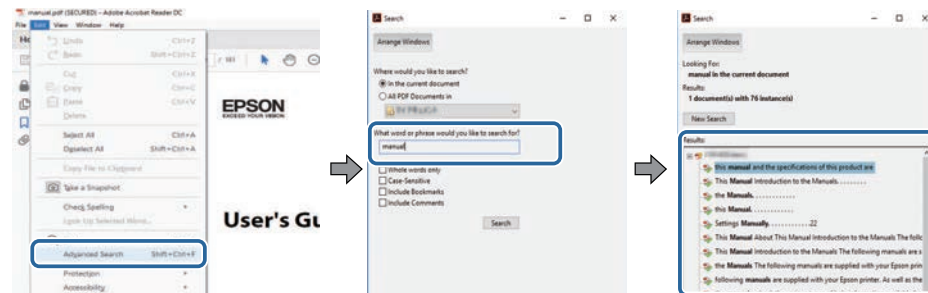 manual.pdf (SECURED) - Adobe Acrobat Reader DC
File Edit View Window Help
Undo Ctrl+Z
Redo Shift+Ctrl+Z
Cut Ctrl+X
Copy Ctrl+C
Paste Ctrl+V
Delete
Select All Ctrl+A
Deselect All Shift+Ctrl+A
Copy File to Clipboard
Take a Snapshot
Check Spelling
Look Up Selected Word...
Advanced Search Shift+Ctrl+F
Protection
Accessibility
EPSON
EXCEED YOUR VISION
User's Gu
Search
Arrange Windows
Where would you like to search?
In the current document
All PDF Documents in
What word or phrase would you like to search for?
manual
Whole words only
Case-Sensitive
Include Bookmarks
Include Comments
Search
Search
Arrange Windows
Looking For:
manual in the current document
Results:
1 document(s) with 76 instance(s)
New Search
Results:
this manual and the specifications of this product are
This Manual Introduction to the Manuals. . . . . . . . .
the Manuals. . . . . . . . . . . .
this Manual. . . . . . . . . . . .
Settings Manually. . . . . . . . . . . . .22
This Manual About This Manual Introduction to the Manuals The follo
This Manual Introduction to the Manuals The following manuals are s
the Manuals The following manuals are supplied with your Epson prin
following manuals are supplied with your Epson printer. As well as the